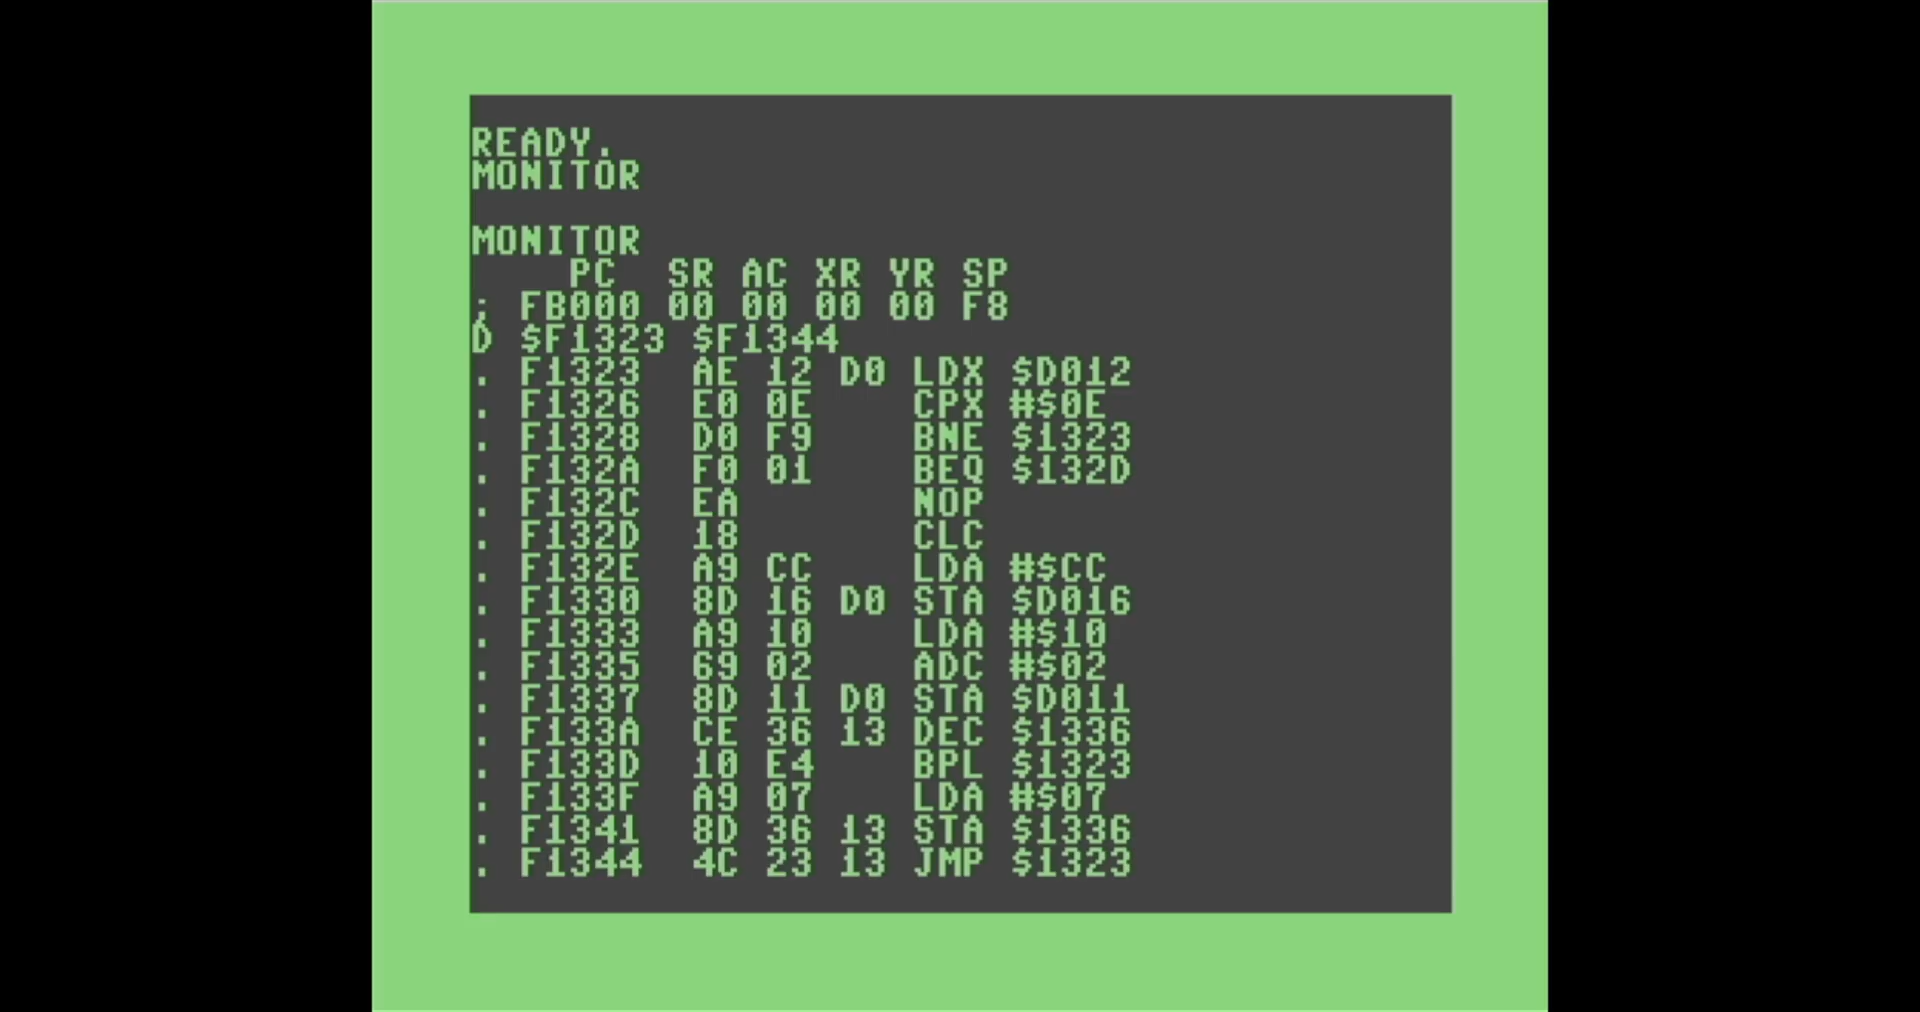 READY.
MONITOR
MONITOR
PC SR AC XR YR SP
; FB000 00 00 00 00 F8
D $F1323 $F1344
. F1323 AE 12 D0 LDX $D012
. F1326 E0 0E CPX #$0E
. F1328 D0 F9 BNE $1323
. F132A F0 01 BEQ $132D
. F132C EA NOP
. F132D 18 CLC
. F132E A9 CC LDA #$CC
. F1330 8D 16 D0 STA $D016
. F1333 A9 10 LDA #$10
. F1335 69 02 ADC #$02
. F1337 8D 11 D0 STA $D011
. F133A CE 36 13 DEC $1336
. F133D 10 E4 BPL $1323
. F133F A9 07 LDA #$07
. F1341 8D 36 13 STA $1336
. F1344 4C 23 13 JMP $1323